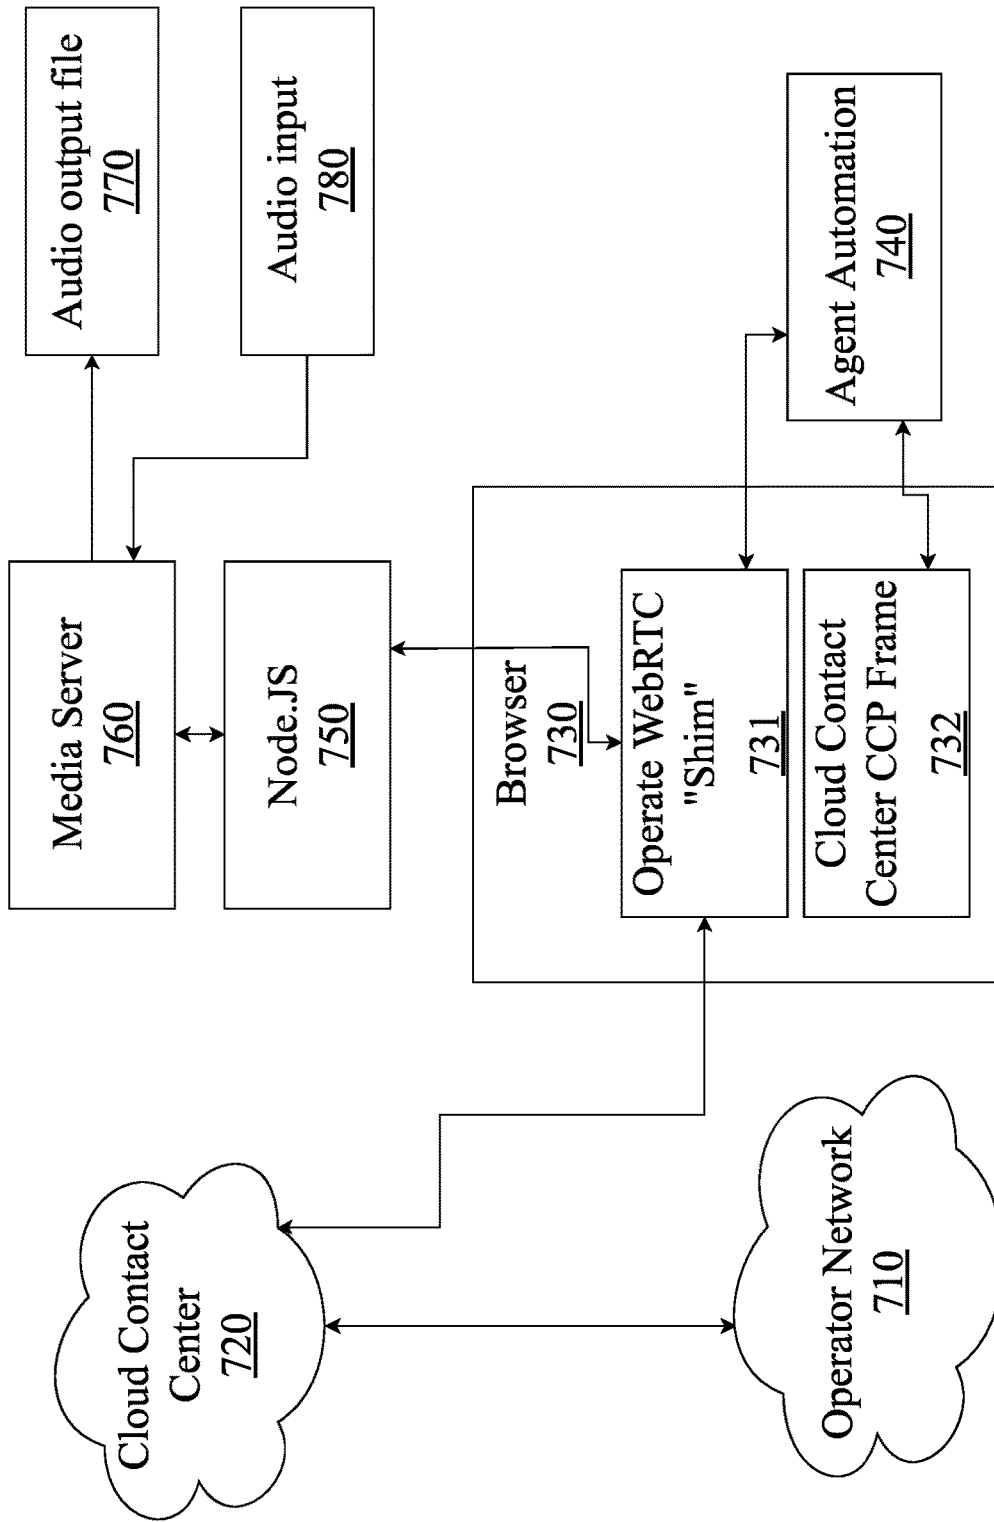 Cloud Contact
Center
720
Operator Network
710
Media Server
760
Node.JS
750
Browser
730
Operate WebRTC
"Shim"
731
Cloud Contact
Center CCP Frame
732
Audio output file
770
Audio input
780
Agent Automation
740